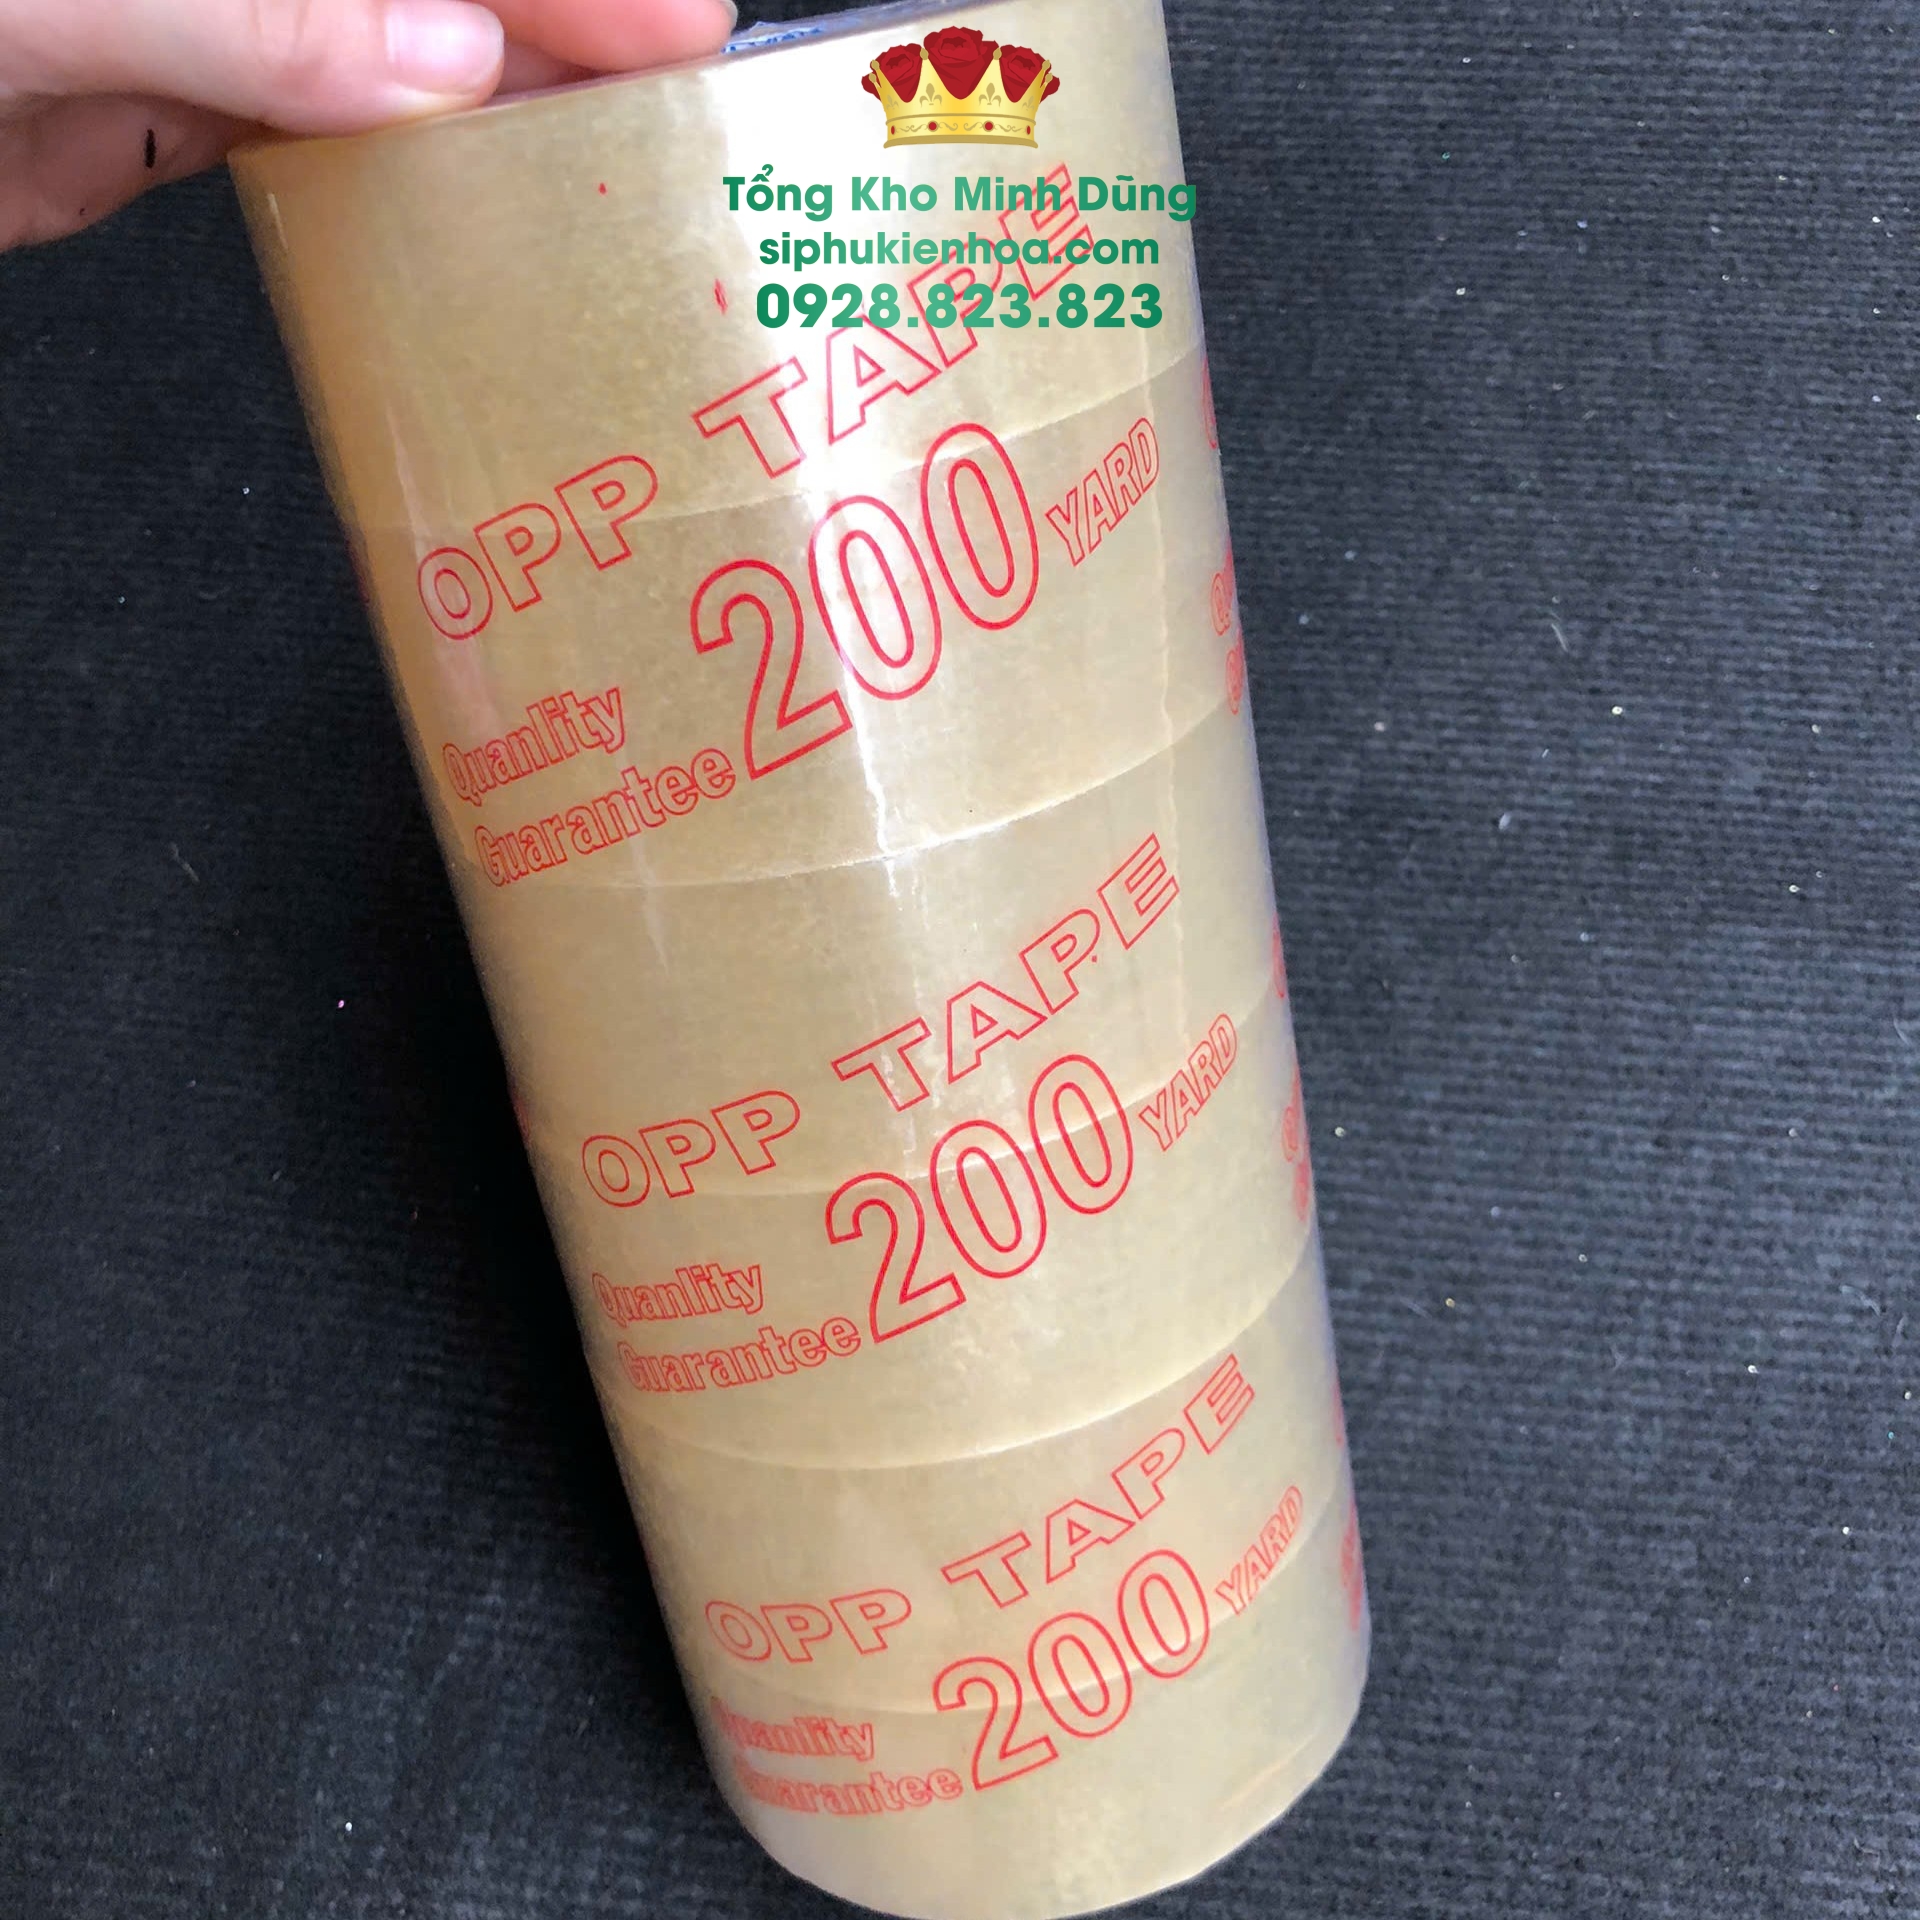 Tổng Kho Minh Dũng
siphukienhoa.com
0928.823.823
OPP TAPE
200 YARD
Quanlity
Guarantee
OPP TAPE
200 YARD
Quanlity
Guarantee
OPP TAPE
200 YARD
Quanlity
Guarantee